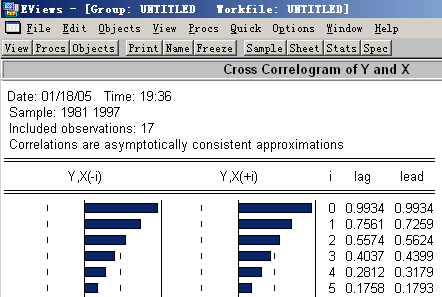 EViews - [Group: UNTITLED Workfile: UNTITLED]
File Edit Objects View Procs Quick Options Window Help
View Procs Objects Print Name Freeze Sample Sheet Stats Spec
Cross Correlogram of Y and X
Date: 01/18/05 Time: 19:36
Sample: 1981 1997
Included observations: 17
Correlations are asymptotically consistent approximations
Y,X(-i) Y,X(+i) i lag lead
0 0.9934 0.9934
1 0.7561 0.7259
2 0.5574 0.5624
3 0.4037 0.4399
4 0.2812 0.3179
5 0.1758 0.1793